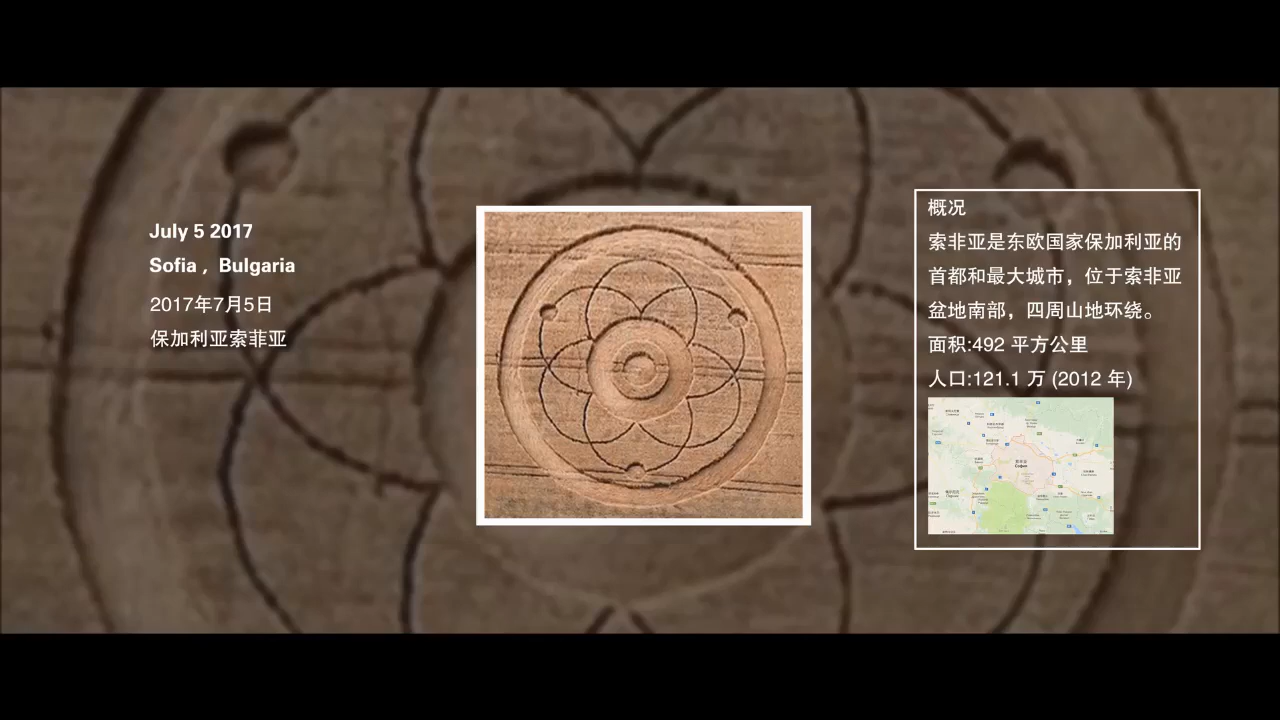 July 5 2017
Sofia , Bulgaria
2017年7月5日
保加利亚索菲亚
概况
索非亚是东欧国家保加利亚的
首都和最大城市，位于索非亚
盆地南部，四周山地环绕。
面积:492 平方公里
人口:121.1 万 (2012 年)